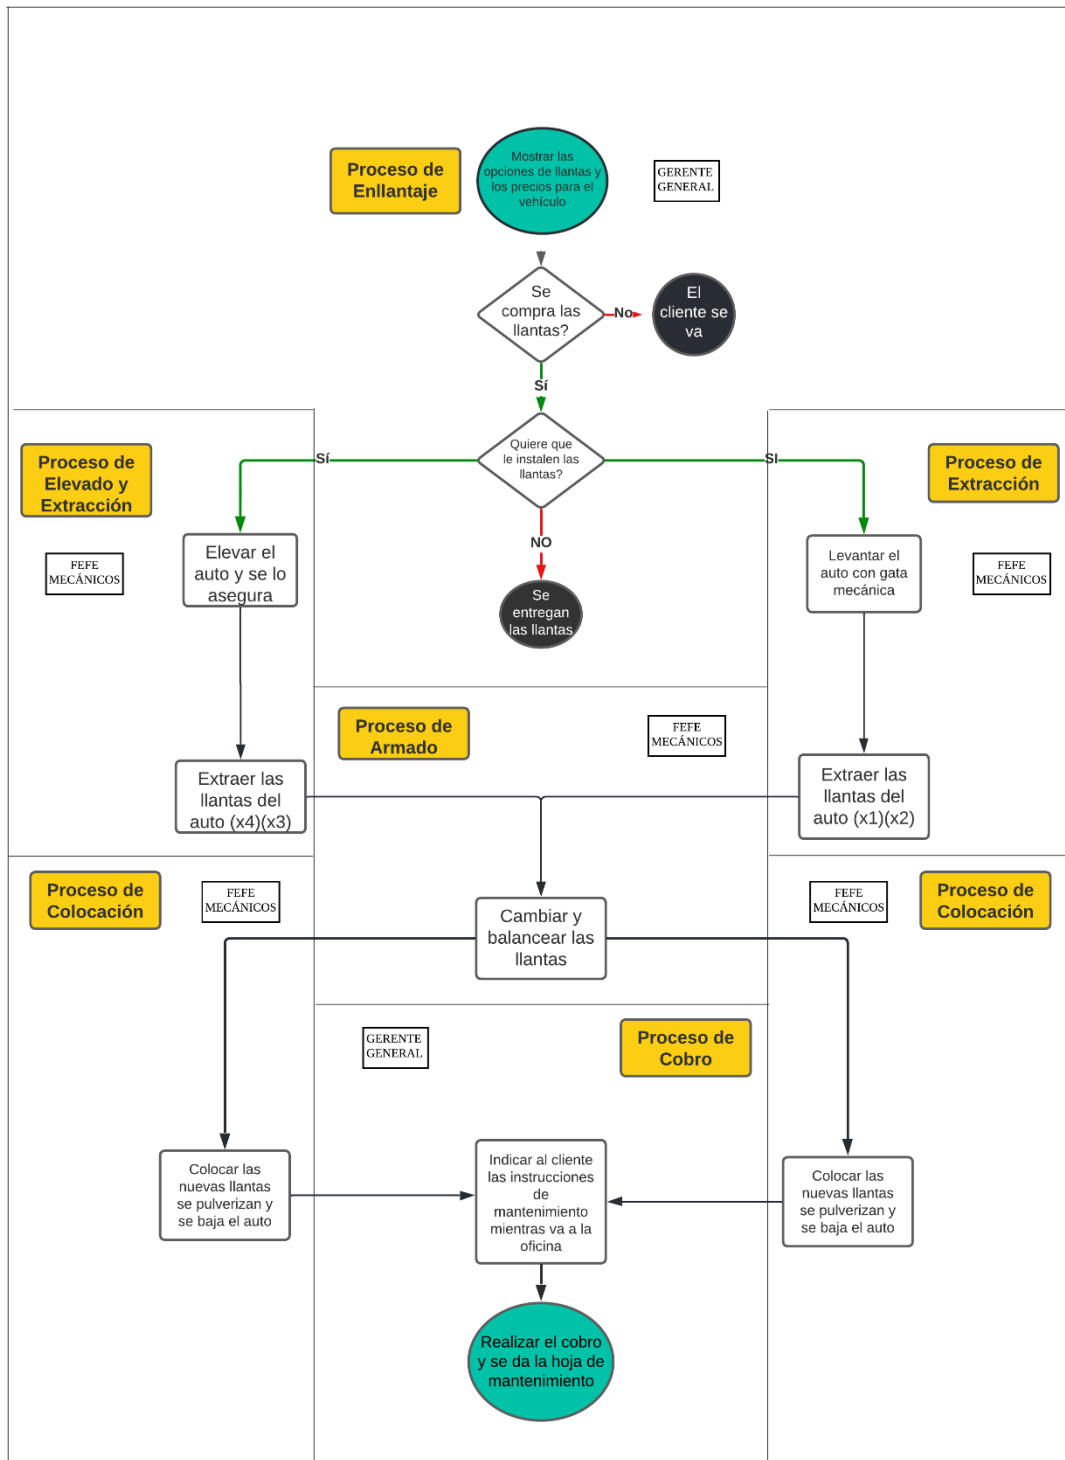 Proceso de
Enllantaje
Mostrar las
opciones de llantas y
los precios para el
vehículo
GERENTE
GENERAL
Se
compra las
llantas?
No
El
cliente se
va
Sí
Proceso de
Elevado y
Extracción
Sí
Quiere que
le instalen las
llantas?
SI
Proceso de
Extracción
FEFE
MECÁNICOS
Elevar el
auto y se lo
asegura
NO
Se
entregan
las llantas
Levantar el
auto con gata
mecánica
FEFE
MECÁNICOS
Proceso de
Armado
FEFE
MECÁNICOS
Extraer las
llantas del
auto (x4)(x3)
Extraer las
llantas del
auto (x1)(x2)
Proceso de
Colocación
FEFE
MECÁNICOS
Cambiar y
balancear las
llantas
FEFE
MECÁNICOS
Proceso de
Colocación
GERENTE
GENERAL
Proceso de
Cobro
Colocar las
nuevas llantas
se pulverizan y
se baja el auto
Indicar al cliente
las instrucciones
de
mantenimiento
mientras va a la
oficina
Colocar las
nuevas llantas
se pulverizan y
se baja el auto
Realizar el cobro
y se da la hoja de
mantenimiento